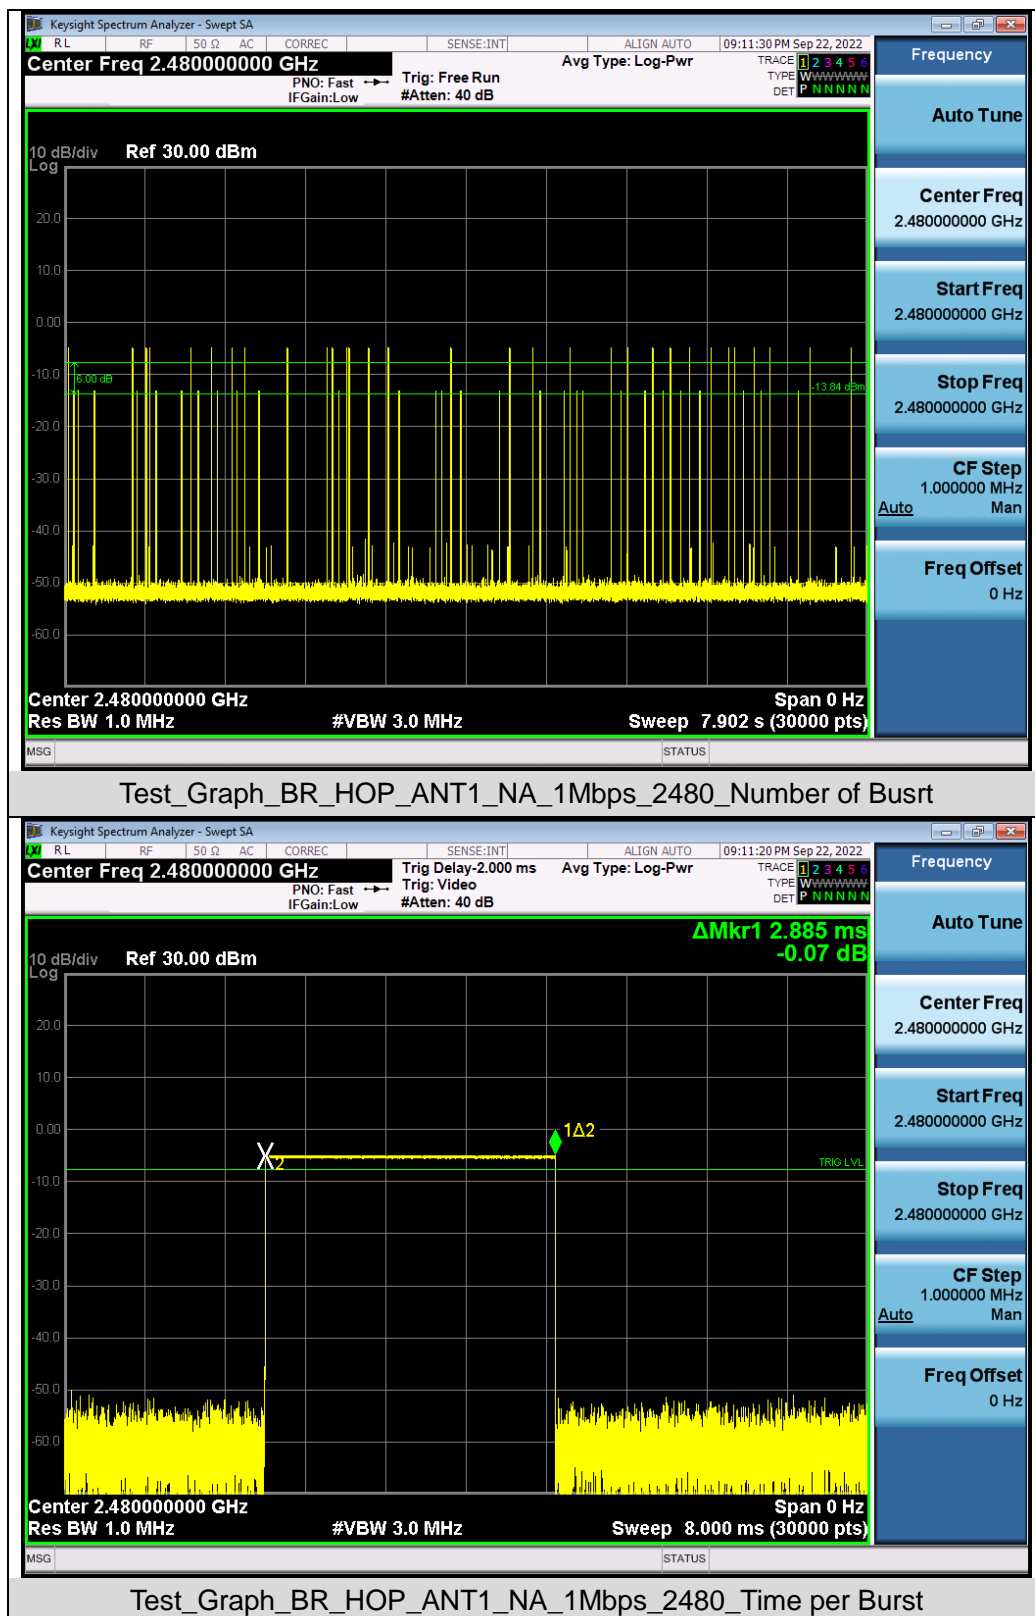 Keysight Spectrum Analyzer - Swept SA
LXI RL RF 50 Ω AC CORREC SENSE:INT ALIGN AUTO 09:11:30 PM Sep 22, 2022
Center Freq 2.480000000 GHz
PNO: Fast
IFGain:Low
Trig: Free Run
#Atten: 40 dB
Avg Type: Log-Pwr
TRACE 1 2 3 4 5 6
TYPE WWWWWW
DET P N N N N N
Frequency
Auto Tune
Center Freq
2.480000000 GHz
Start Freq
2.480000000 GHz
Stop Freq
2.480000000 GHz
CF Step
1.000000 MHz
Auto Man
Freq Offset
0 Hz
10 dB/div Ref 30.00 dBm
Log
20.0
10.0
0.00
-10.0
6.00 dB
-13.84 dBm
-20.0
-30.0
-40.0
-50.0
-60.0
Center 2.480000000 GHz Span 0 Hz
Res BW 1.0 MHz #VBW 3.0 MHz Sweep 7.902 s (30000 pts)
MSG STATUS
Test_Graph_BR_HOP_ANT1_NA_1Mbps_2480_Number of Busrt
Keysight Spectrum Analyzer - Swept SA
LXI RL RF 50 Ω AC CORREC SENSE:INT ALIGN AUTO 09:11:20 PM Sep 22, 2022
Center Freq 2.480000000 GHz
PNO: Fast
IFGain:Low
Trig Delay-2.000 ms
Trig: Video
#Atten: 40 dB
Avg Type: Log-Pwr
TRACE 1 2 3 4 5 6
TYPE WWWWWW
DET P N N N N N
Frequency
Auto Tune
Center Freq
2.480000000 GHz
Start Freq
2.480000000 GHz
Stop Freq
2.480000000 GHz
CF Step
1.000000 MHz
Auto Man
Freq Offset
0 Hz
ΔMkr1 2.885 ms
-0.07 dB
10 dB/div Ref 30.00 dBm
Log
20.0
10.0
0.00
1Δ2
X2
TRIG LVL
-10.0
-20.0
-30.0
-40.0
-50.0
-60.0
Center 2.480000000 GHz Span 0 Hz
Res BW 1.0 MHz #VBW 3.0 MHz Sweep 8.000 ms (30000 pts)
MSG STATUS
Test_Graph_BR_HOP_ANT1_NA_1Mbps_2480_Time per Burst